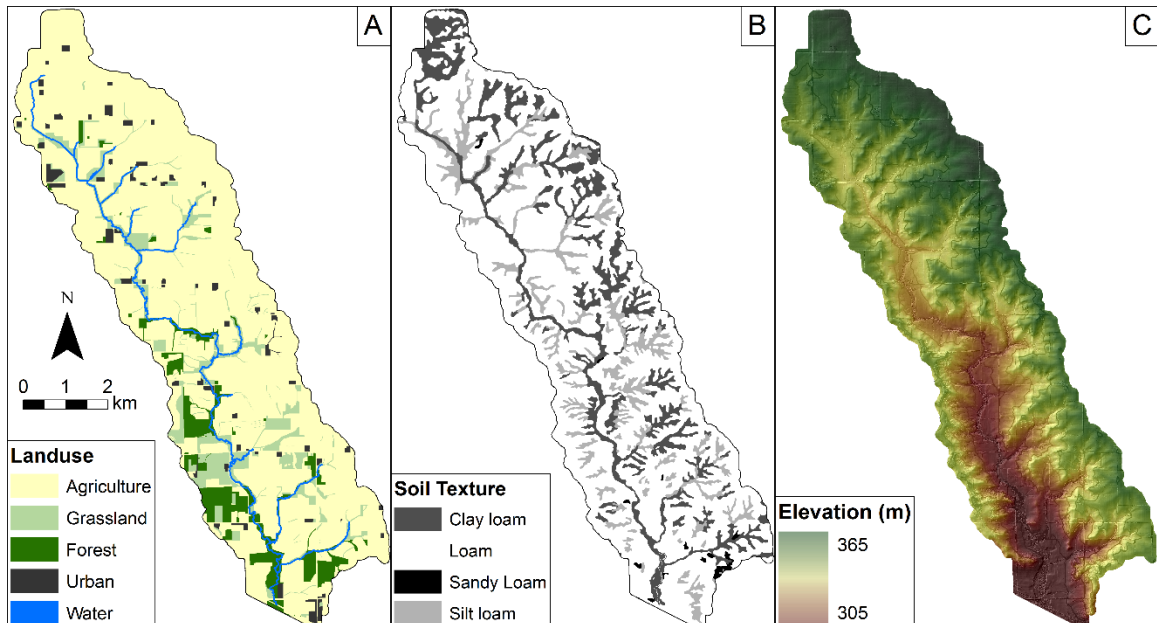 A
N
0 1 2
km
Landuse
Agriculture
Grassland
Forest
Urban
Water
B
Soil Texture
Clay loam
Loam
Sandy Loam
Silt loam
C
Elevation (m)
365
305